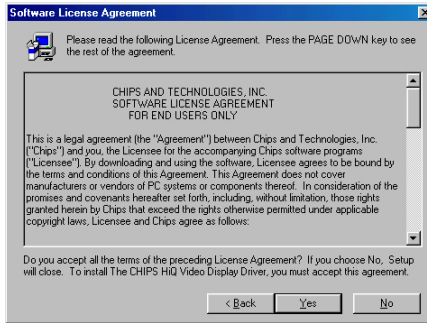 Software License Agreement
Please read the following License Agreement. Press the PAGE DOWN key to see
the rest of the agreement.
CHIPS AND TECHNOLOGIES, INC.
SOFTWARE LICENSE AGREEMENT
FOR END USERS ONLY
This is a legal agreement (the "Agreement") between Chips and Technologies, Inc.
("Chips") and you, the Licensee for the accompanying Chips software programs
("Licensee"). By downloading and using the software, Licensee agrees to be bound by
the terms and conditions of this Agreement. This Agreement does not cover
manufacturers or vendors of PC systems or components thereof. In consideration of the
promises and covenants hereafter set forth, including, without limitation, those rights
granted herein by Chips that exceed the rights otherwise permitted under applicable
copyright laws, Licensee and Chips agree as follows:
Do you accept all the terms of the preceding License Agreement? If you choose No, Setup
will close. To install The CHIPS HiQ Video Display Driver, you must accept this agreement.
< Back Yes No